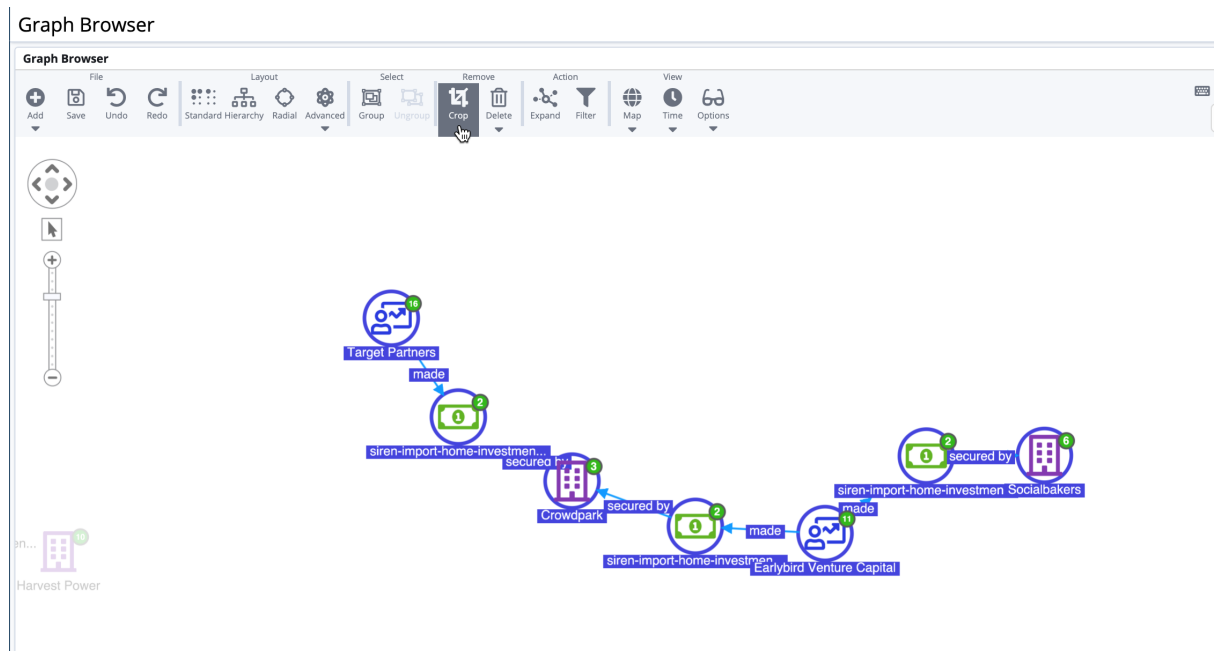 Graph Browser
Graph Browser
File
Layout
Select
Remove
Action
View
Add
Save
Undo
Redo
Standard
Hierarchy
Radial
Advanced
Group
Ungroup
Crop
Delete
Expand
Filter
Map
Time
Options
16
Target Partners
made
2
siren-import-home-investmen...
secured by
3
Crowdpark
secured by
2
siren-import-home-investmen...
made
11
Earlybird Venture Capital
made
2
siren-import-home-investmen
secured by
6
Socialbakers
en...
10
Harvest Power